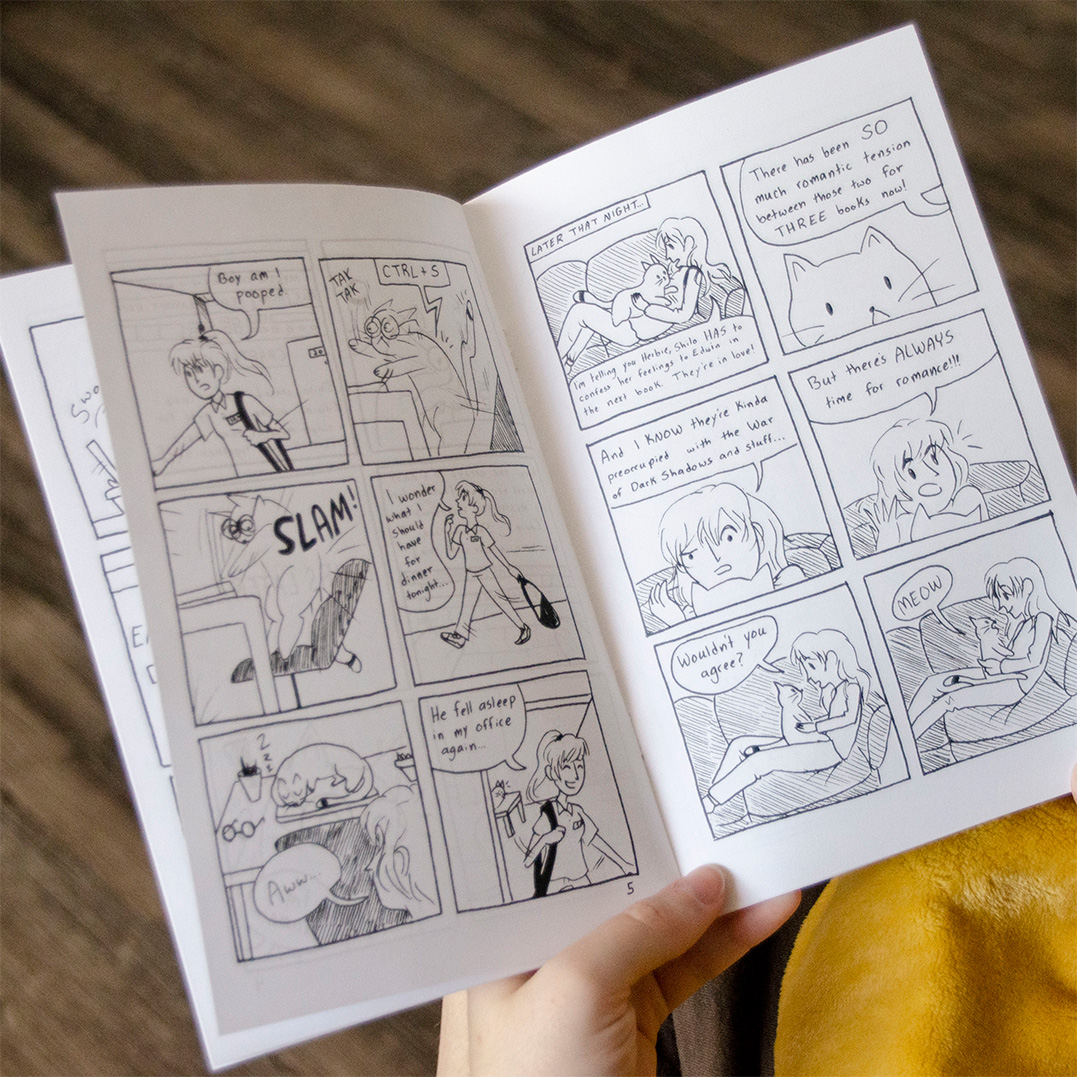 Boy am I
pooped
TAK
TAK
CTRL+S
SLAM!
I wonder
what I
should
have
for
dinner
tonight...
z
z
z
Aww...
He fell asleep
in my office
again...
5
LATER THAT NIGHT...
I'm telling you Herbie, Shilo HAS to
confess her feelings to Eduin in
the next book. They're in love!
There has been SO
much romantic tension
between those two for
THREE books now!
And I KNOW they're kinda
preorcupied with the War
of Dark Shadows and stuff...
But there's ALWAYS
time for romance!!!
Wouldn't you
agree?
MEOW